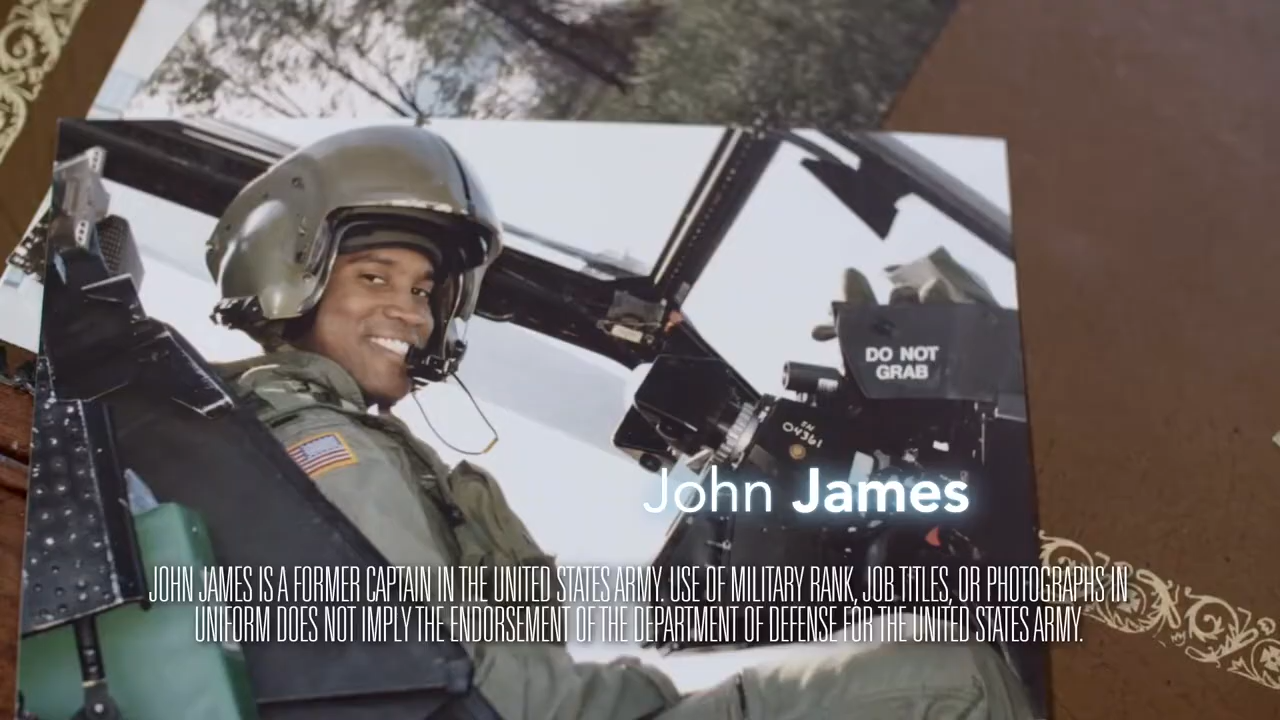 DO NOT
GRAB
SN
04361
John James
JOHN JAMES IS A FORMER CAPTAIN IN THE UNITED STATES ARMY. USE OF MILITARY RANK, JOB TITLES, OR PHOTOGRAPHS IN
UNIFORM DOES NOT IMPLY THE ENDORSEMENT OF THE DEPARTMENT OF DEFENSE FOR THE UNITED STATES ARMY.